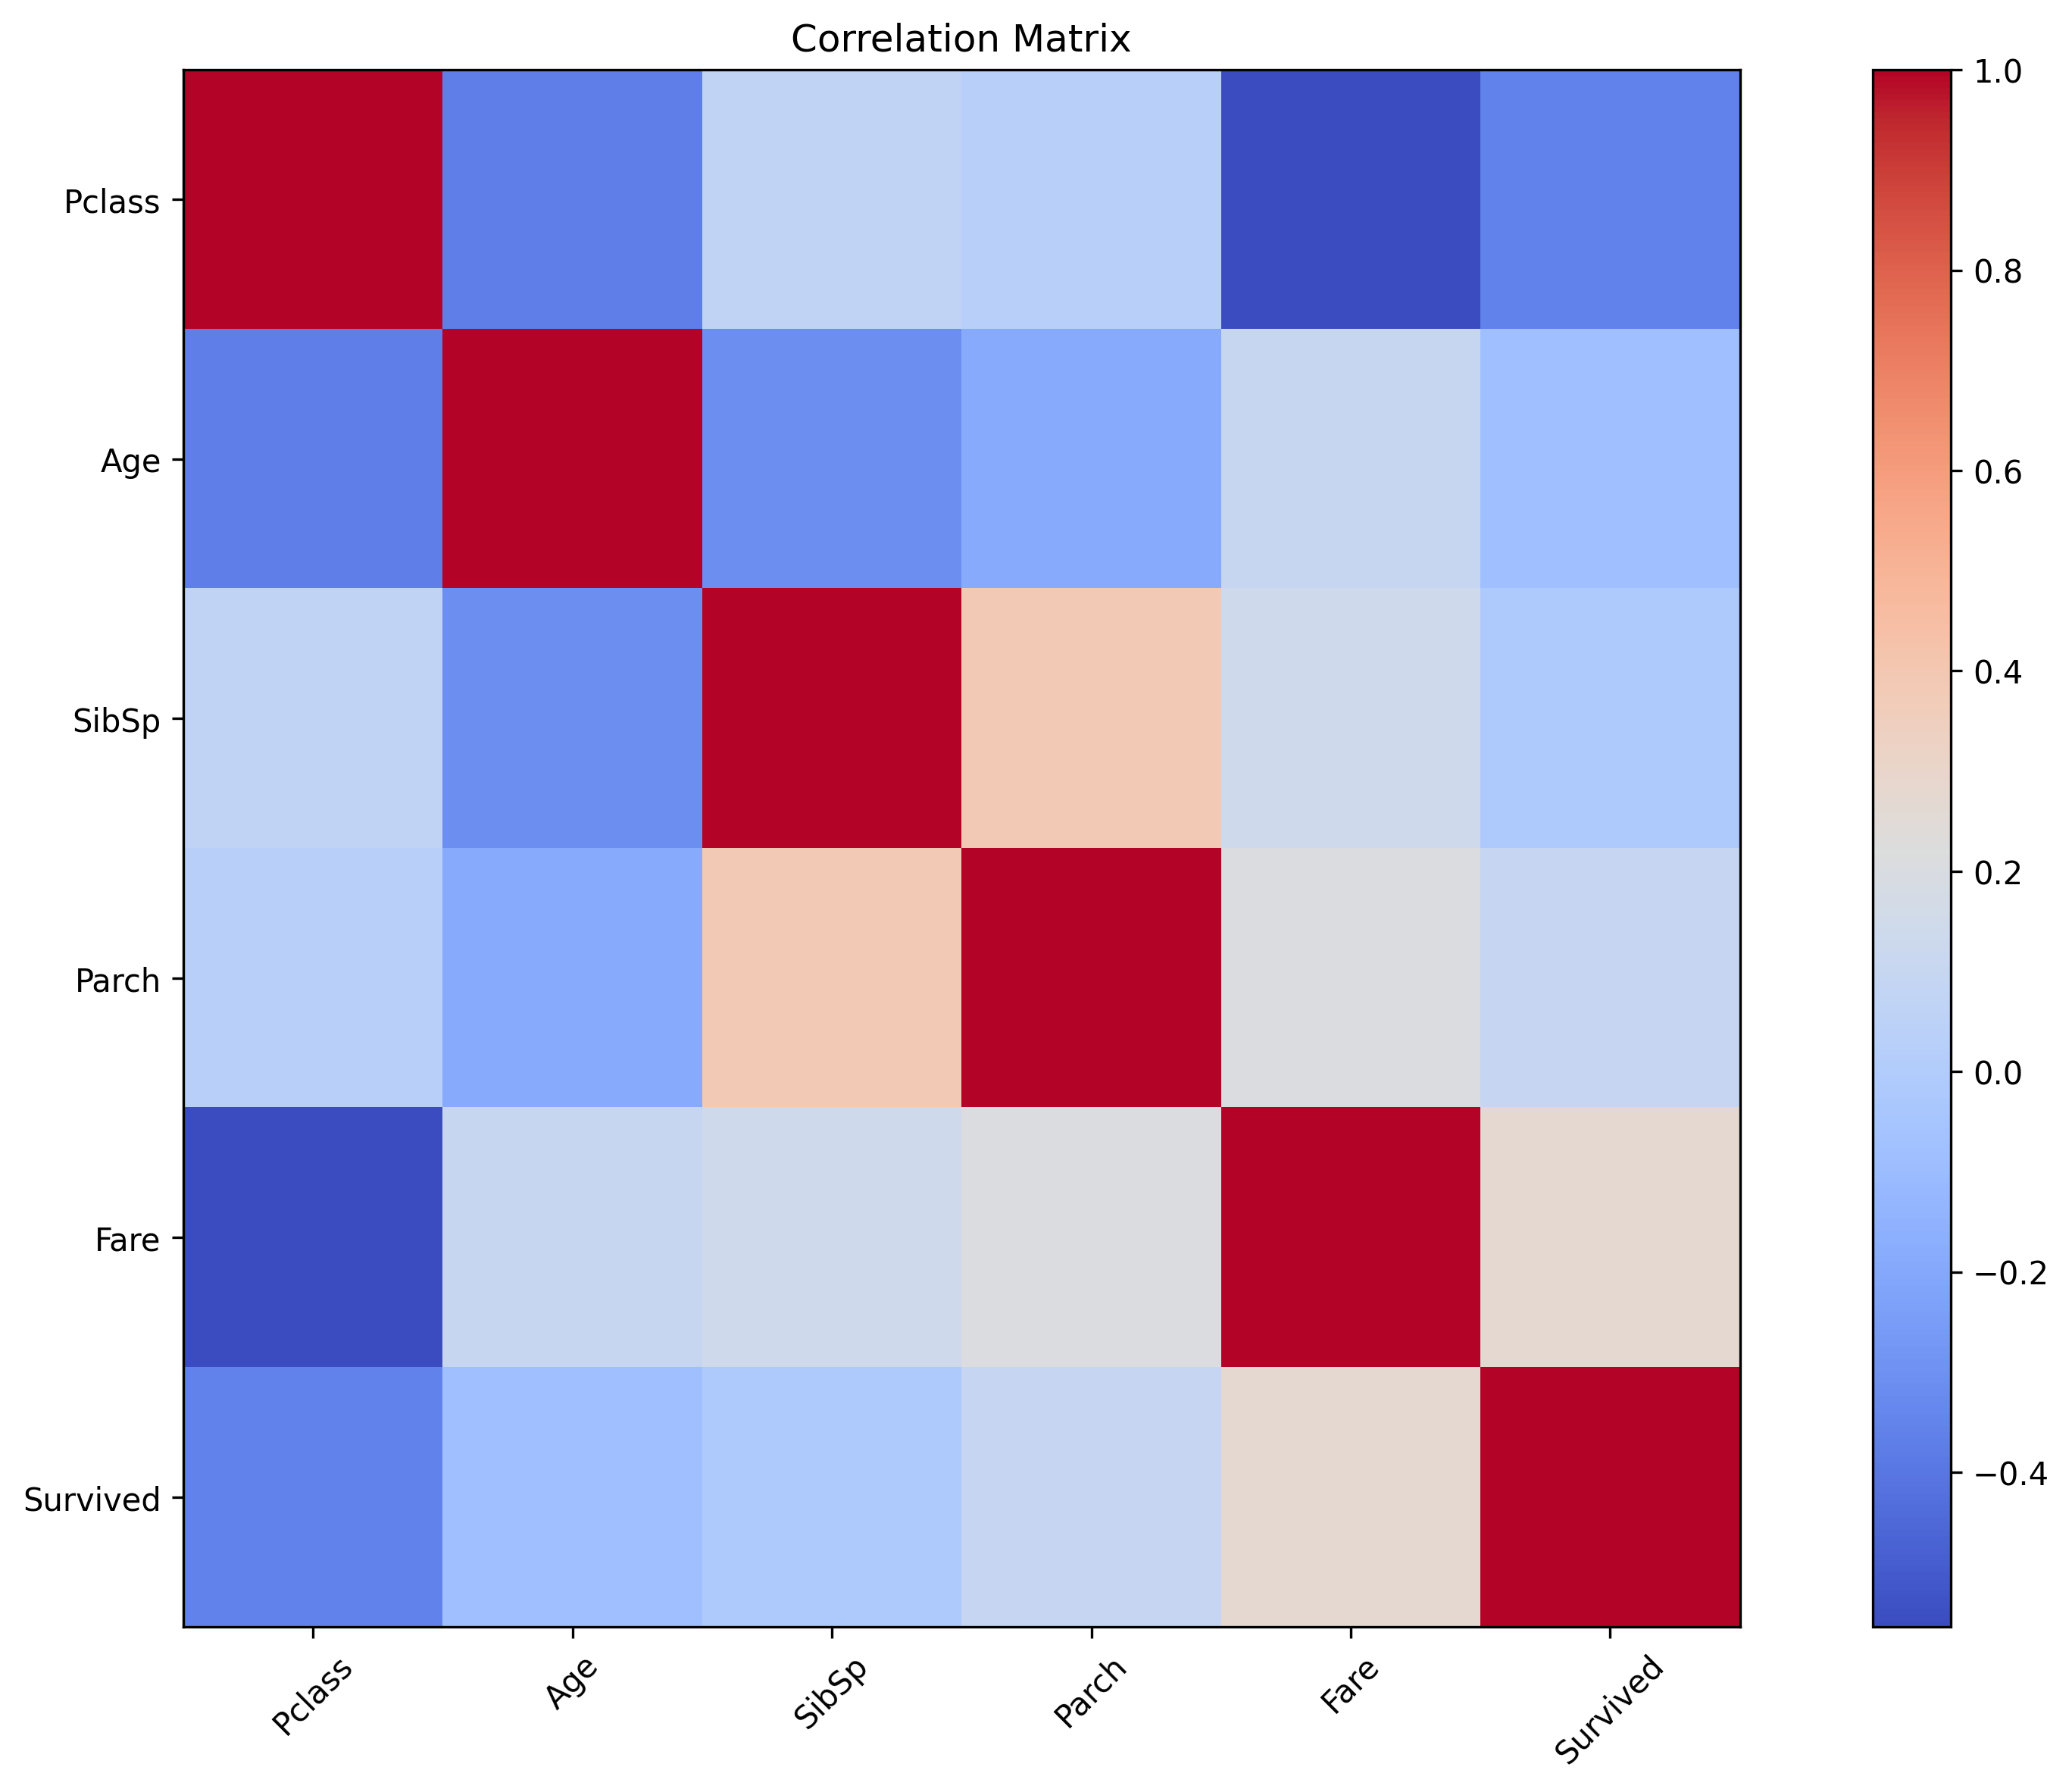 Correlation Matrix
Pclass
Age
SibSp
Parch
Fare
Survived
Pclass
Age
SibSp
Parch
Fare
Survived
1.0
0.8
0.6
0.4
0.2
0.0
−0.2
−0.4